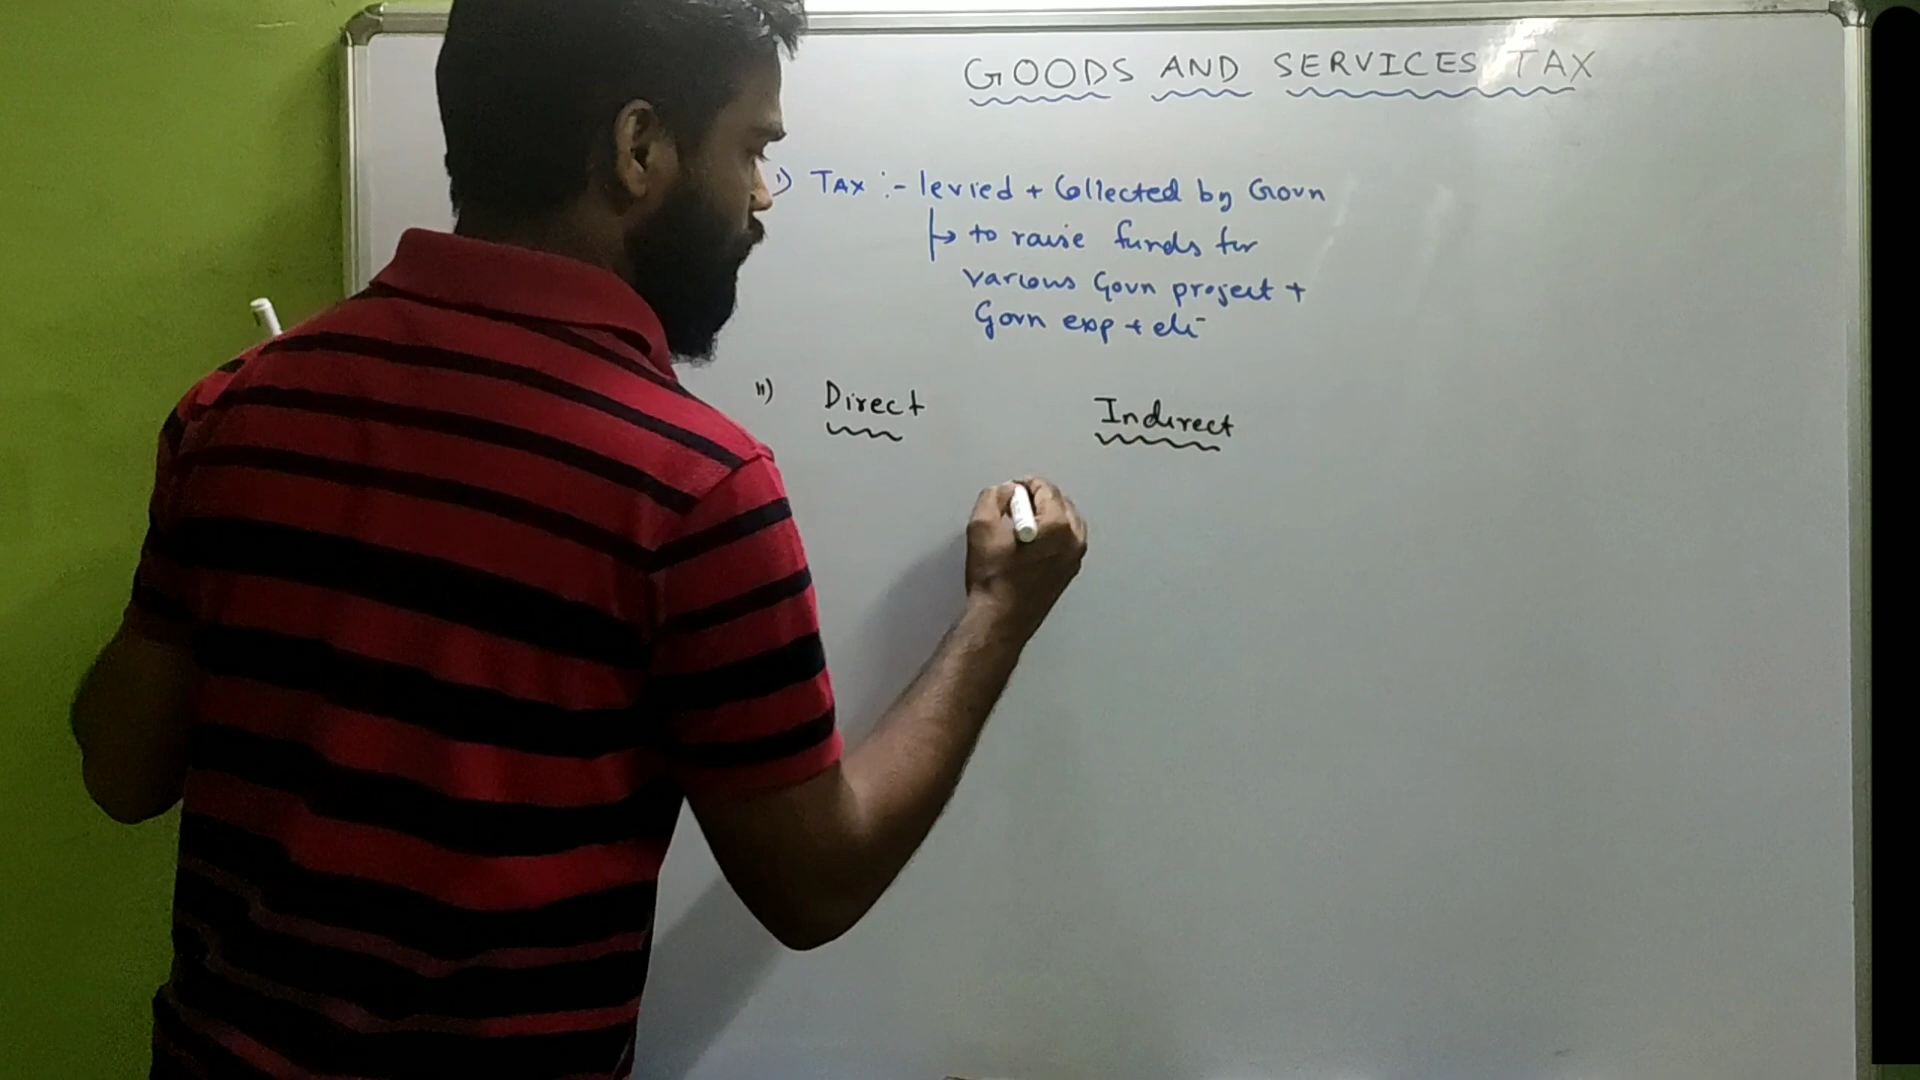 GOODS AND SERVICES TAX
i) TAX :- levied + Collected by Govn
to raise funds for
various Govn project +
Govn exp + etc
ii) Direct Indirect